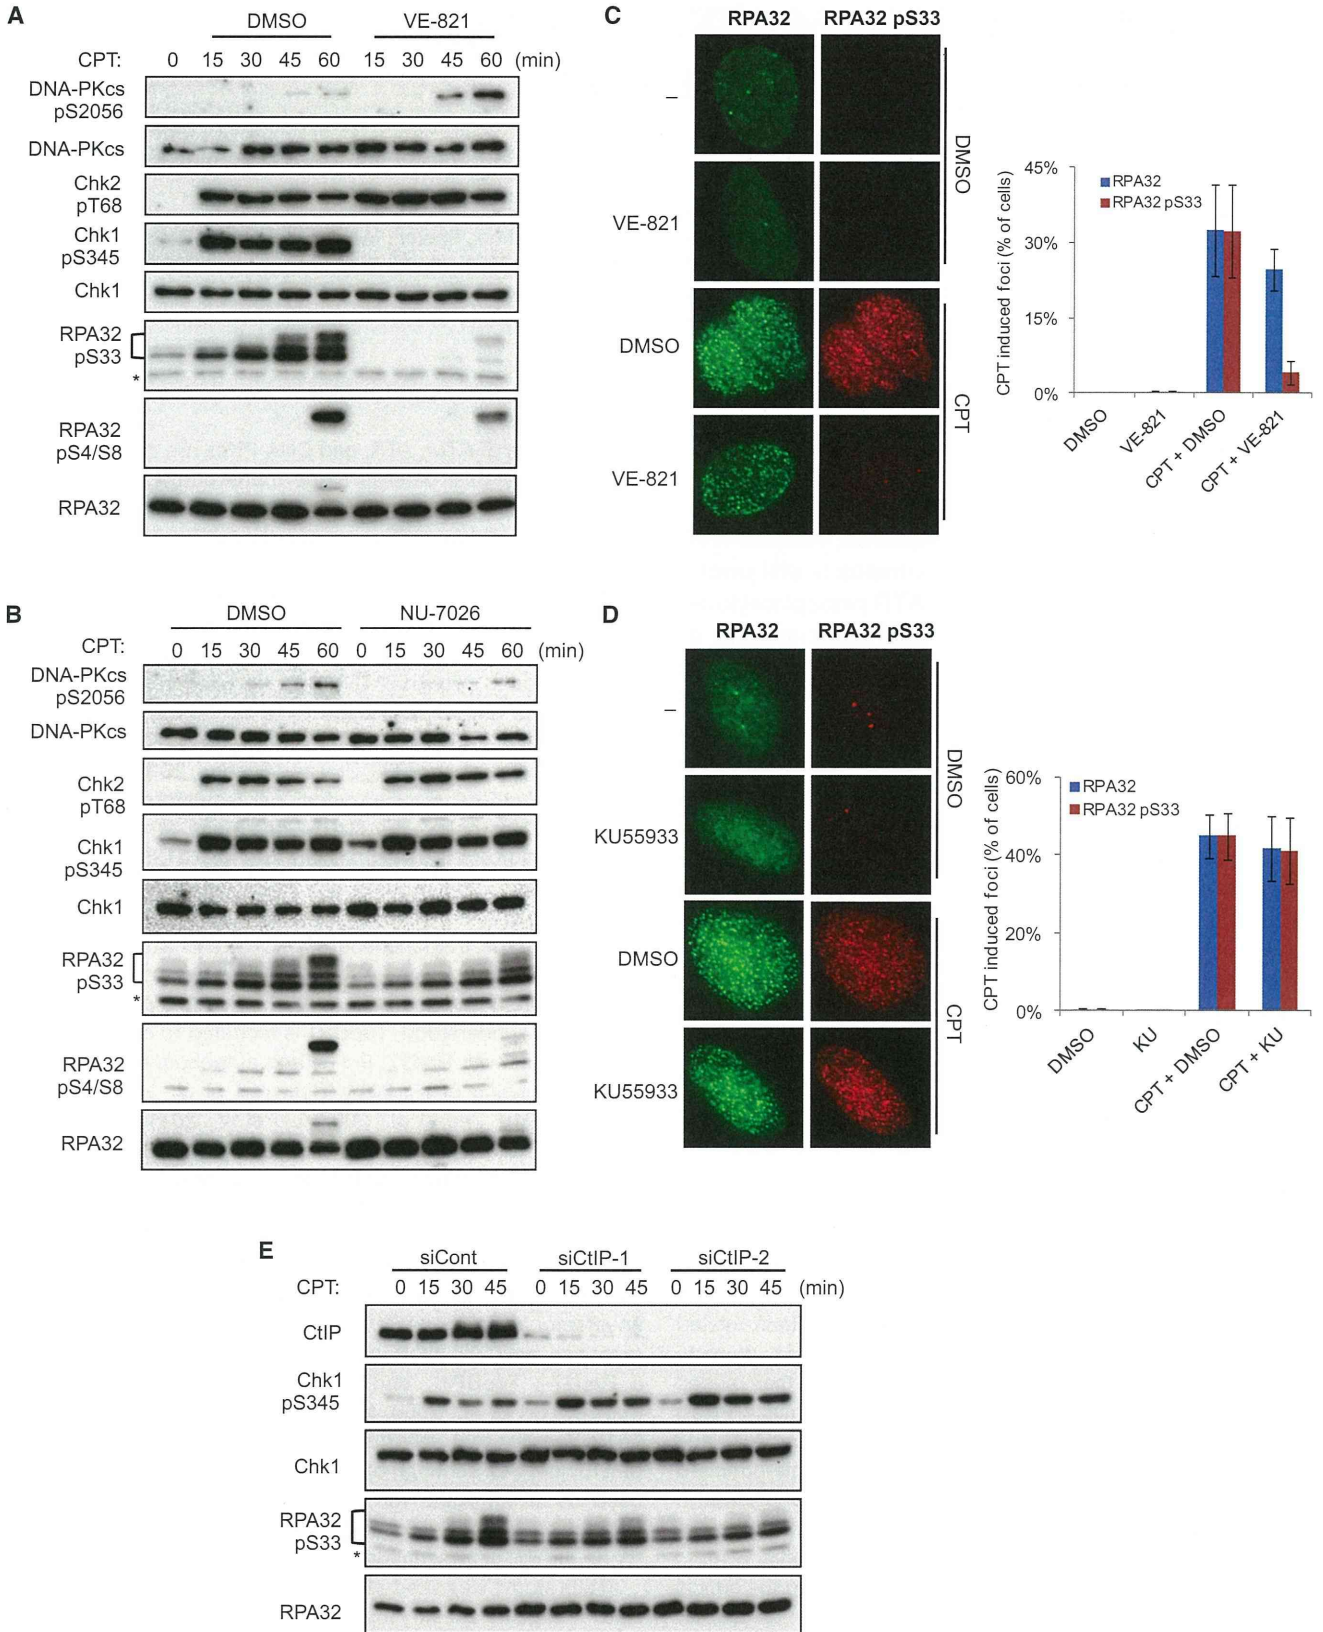 A
DMSO VE-821
CPT: 0 15 30 45 60 15 30 45 60 (min)
DNA-PKcs
pS2056
DNA-PKcs
Chk2
pT68
Chk1
pS345
Chk1
RPA32
pS33
*
RPA32
pS4/S8
RPA32
B
DMSO NU-7026
CPT: 0 15 30 45 60 0 15 30 45 60 (min)
DNA-PKcs
pS2056
DNA-PKcs
Chk2
pT68
Chk1
pS345
Chk1
RPA32
pS33
*
RPA32
pS4/S8
RPA32
C
RPA32 RPA32 pS33
–
VE-821
DMSO
VE-821
DMSO
CPT
CPT induced foci (% of cells)
45%
30%
15%
0%
RPA32
RPA32 pS33
DMSO
VE-821
CPT + DMSO
CPT + VE-821
D
RPA32 RPA32 pS33
–
KU55933
DMSO
KU55933
DMSO
CPT
CPT induced foci (% of cells)
60%
40%
20%
0%
RPA32
RPA32 pS33
DMSO
KU
CPT + DMSO
CPT + KU
E
siCont siCtIP-1 siCtIP-2
CPT: 0 15 30 45 0 15 30 45 0 15 30 45 (min)
CtIP
Chk1
pS345
Chk1
RPA32
pS33
*
RPA32